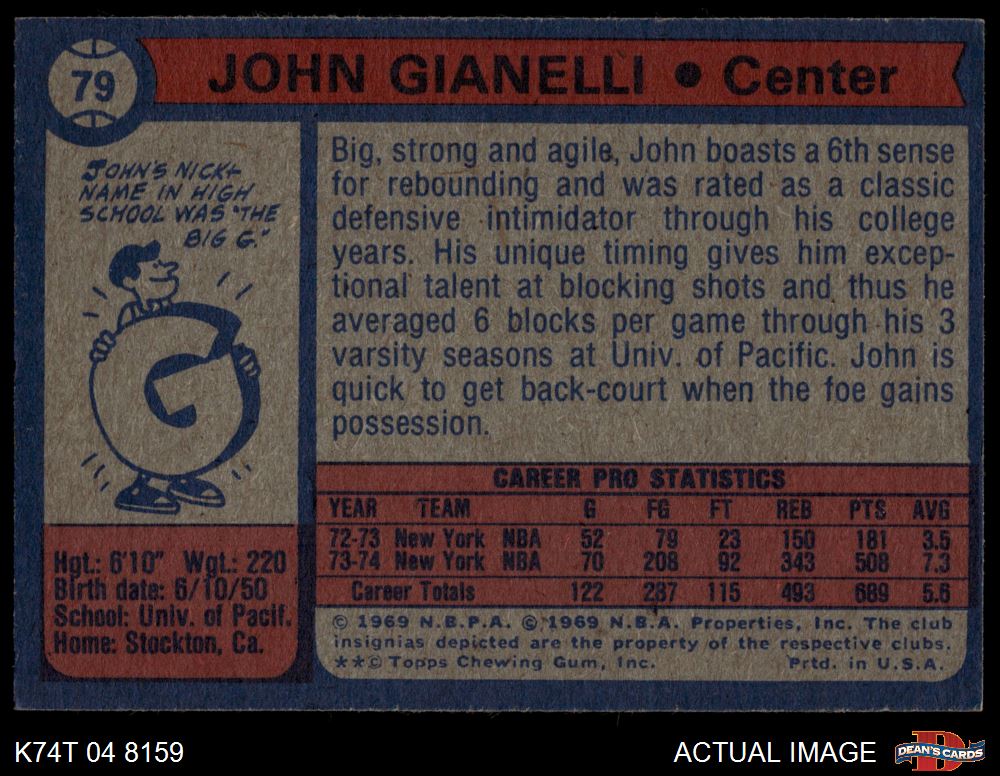 79
JOHN GIANELLI ● Center
JOHN'S NICK-
NAME IN HIGH
SCHOOL WAS "THE
BIG G."
G
Hgt.: 6'10" Wgt.: 220
Birth date: 6/10/50
School: Univ. of Pacif.
Home: Stockton, Ca.
Big, strong and agile, John boasts a 6th sense
for rebounding and was rated as a classic
defensive intimidator through his college
years. His unique timing gives him excep-
tional talent at blocking shots and thus he
averaged 6 blocks per game through his 3
varsity seasons at Univ. of Pacific. John is
quick to get back-court when the foe gains
possession.
CAREER PRO STATISTICS
YEAR TEAM G FG FT REB PTS AVG
72-73 New York NBA 52 79 23 150 181 3.5
73-74 New York NBA 70 208 92 343 508 7.3
Career Totals 122 287 115 493 689 5.6
© 1969 N.B.P.A. © 1969 N.B.A. Properties, Inc. The club
insignias depicted are the property of the respective clubs.
**© Topps Chewing Gum, Inc. Prtd. in U.S.A.
K74T 04 8159
ACTUAL IMAGE
DEAN'S CARDS